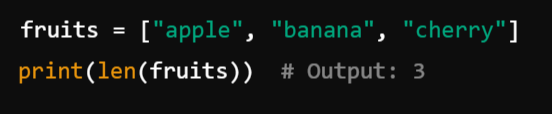 fruits = ["apple", "banana", "cherry"]
print(len(fruits))  # Output: 3